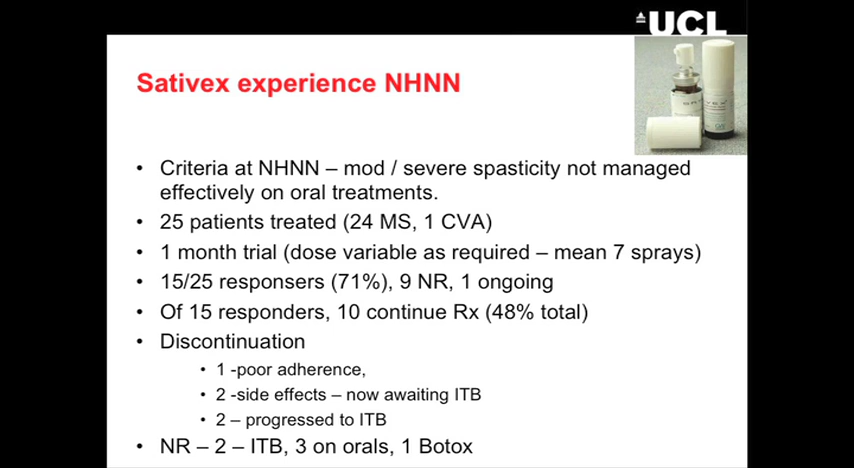 UCL
Sativex experience NHNN
• Criteria at NHNN – mod / severe spasticity not managed
effectively on oral treatments.
• 25 patients treated (24 MS, 1 CVA)
• 1 month trial (dose variable as required – mean 7 sprays)
• 15/25 responsers (71%), 9 NR, 1 ongoing
• Of 15 responders, 10 continue Rx (48% total)
• Discontinuation
• 1 -poor adherence,
• 2 -side effects – now awaiting ITB
• 2 – progressed to ITB
• NR – 2 – ITB, 3 on orals, 1 Botox